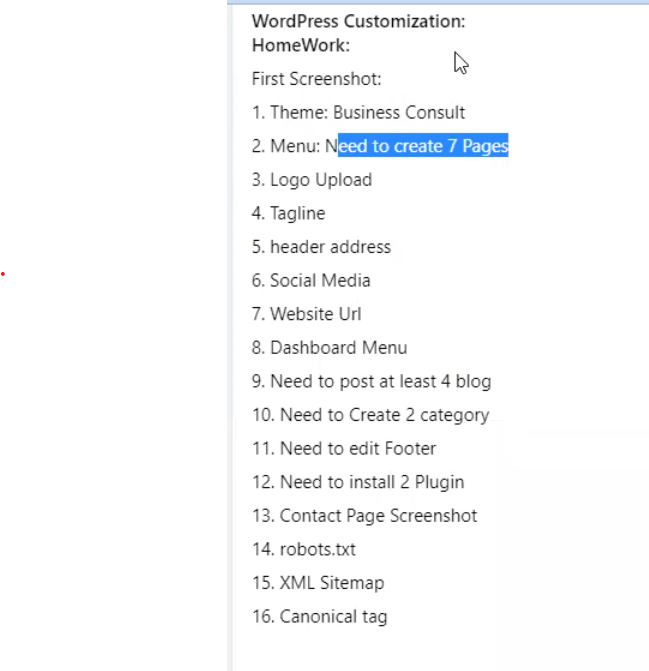 WordPress Customization:
HomeWork:
First Screenshot:
1. Theme: Business Consult
2. Menu: Need to create 7 Pages
3. Logo Upload
4. Tagline
5. header address
6. Social Media
7. Website Url
8. Dashboard Menu
9. Need to post at least 4 blog
10. Need to Create 2 category
11. Need to edit Footer
12. Need to install 2 Plugin
13. Contact Page Screenshot
14. robots.txt
15. XML Sitemap
16. Canonical tag